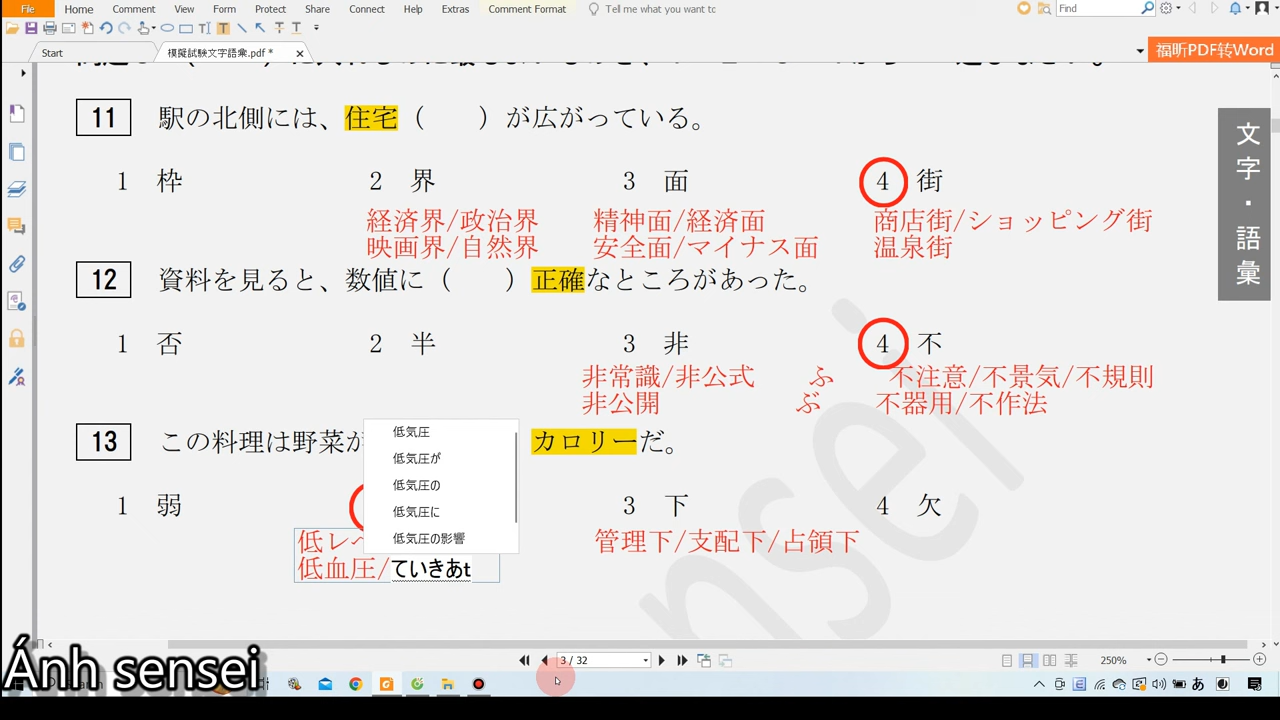 File Home Comment View Form Protect Share Connect Help Extras Comment Format Tell me what you want to Find
Start 模擬試験文字語彙.pdf * 福昕PDF转Word
11 駅の北側には、住宅（　　）が広がっている。
1 枠 2 界 3 面 4 街
経済界/政治界 精神面/経済面 商店街/ショッピング街
映画界/自然界 安全面/マイナス面 温泉街
12 資料を見ると、数値に（　　）正確なところがあった。
1 否 2 半 3 非 4 不
非常識/非公式 ふ 不注意/不景気/不規則
非公開 ぶ 不器用/不作法
低気圧
13 この料理は野菜が カロリーだ。
低気圧が
低気圧の
低気圧に
低気圧の影響
1 弱 3 下 4 欠
低レベ 管理下/支配下/占領下
低血圧/ていきあt
文字・語彙
nsei
3 / 32 250%
Ánh sensei
あ